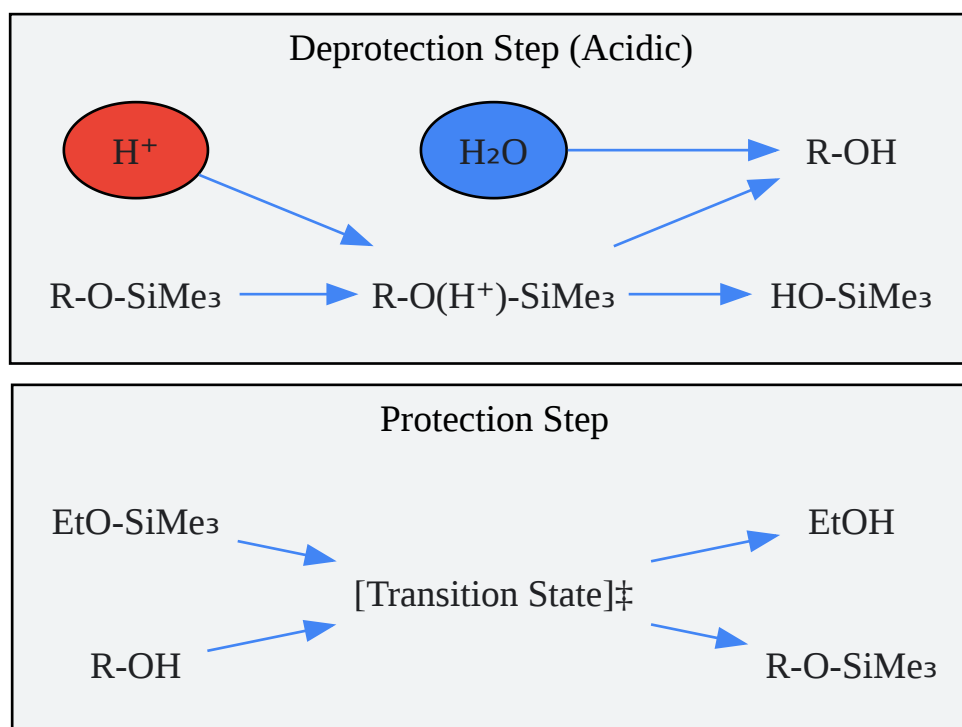 Deprotection Step (Acidic)
H⁺
H₂O
R-OH
R-O-SiMe₃
R-O(H⁺)-SiMe₃
HO-SiMe₃
Protection Step
EtO-SiMe₃
EtOH
[Transition State]‡
R-OH
R-O-SiMe₃